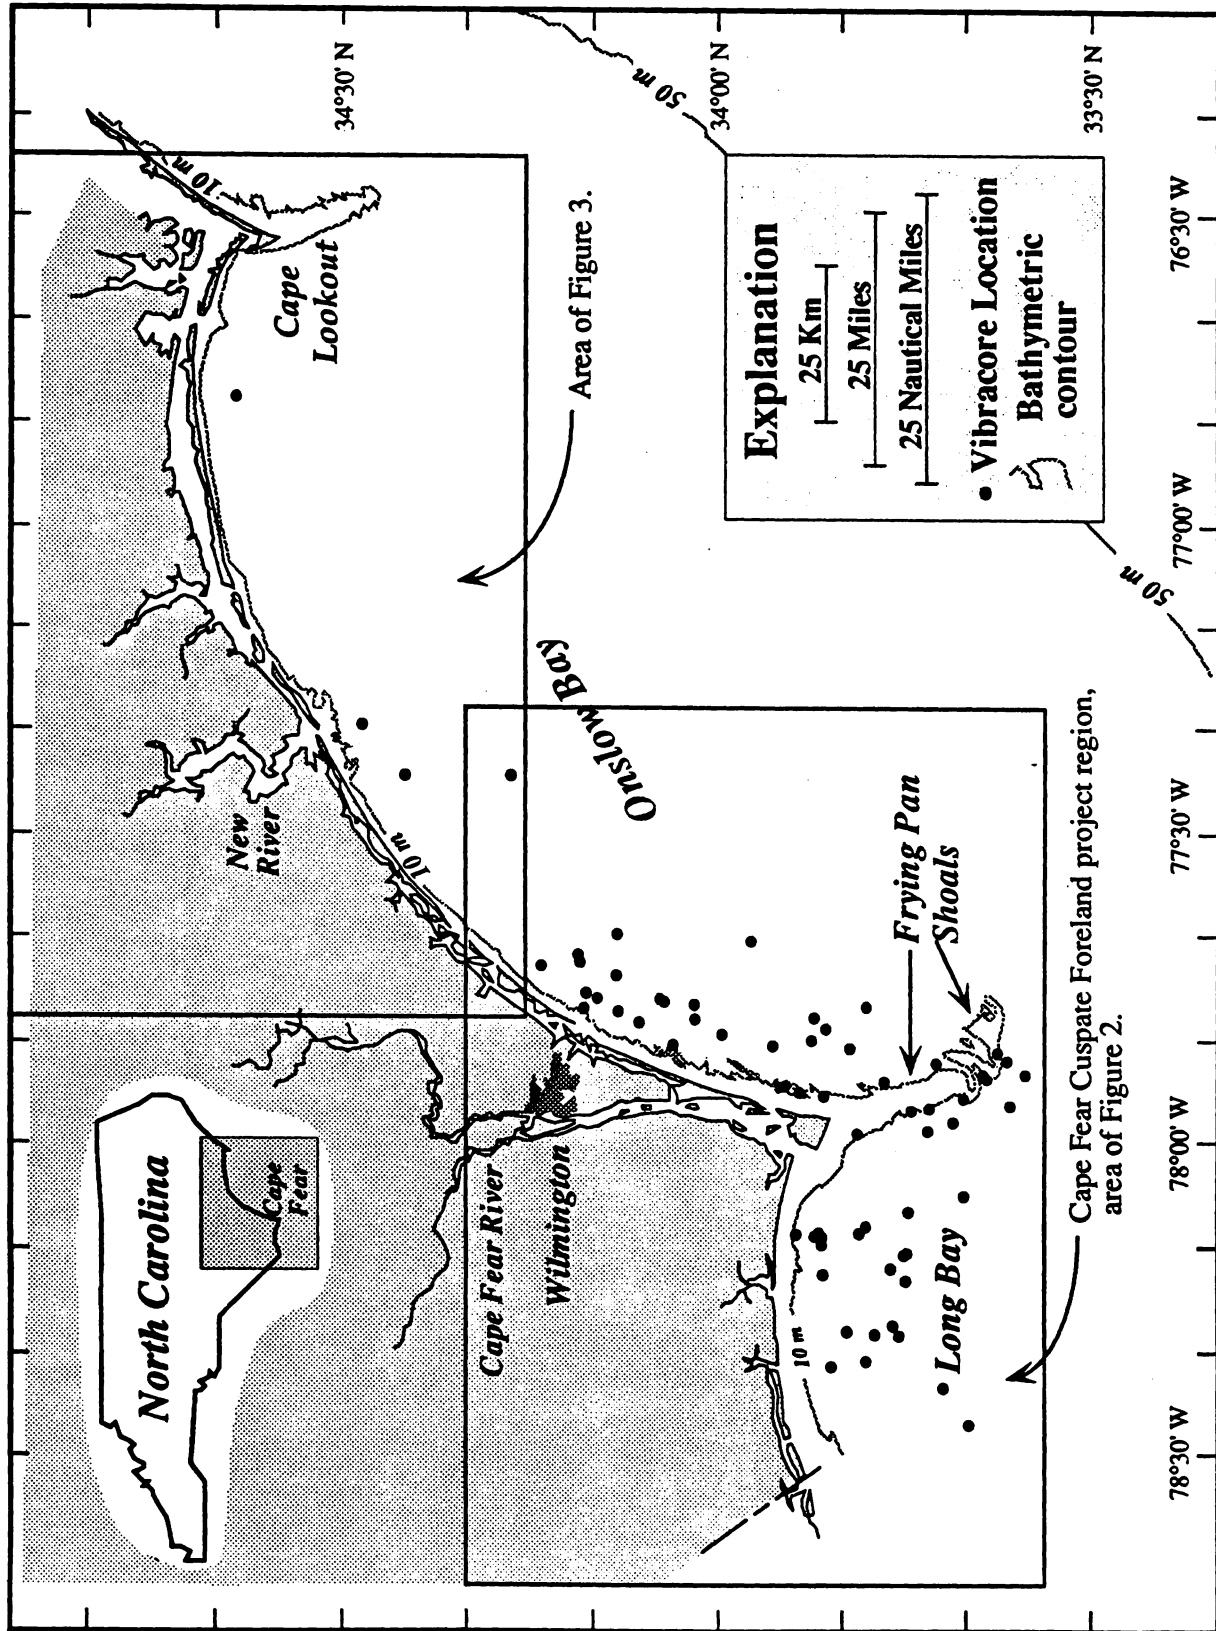 North Carolina
Cape
Fear
New
River
Cape Fear River
Wilmington
10 m
Cape
Lookout
10 m
10 m
Onslow Bay
Area of Figure 3.
Frying Pan
Shoals
Long Bay
50 m
50 m
Explanation
25 Km
25 Miles
25 Nautical Miles
Vibracore Location
Bathymetric
contour
Cape Fear Cuspate Foreland project region,
area of Figure 2.
34°30' N
34°00' N
33°30' N
78°30' W
78°00' W
77°30' W
77°00' W
76°30' W